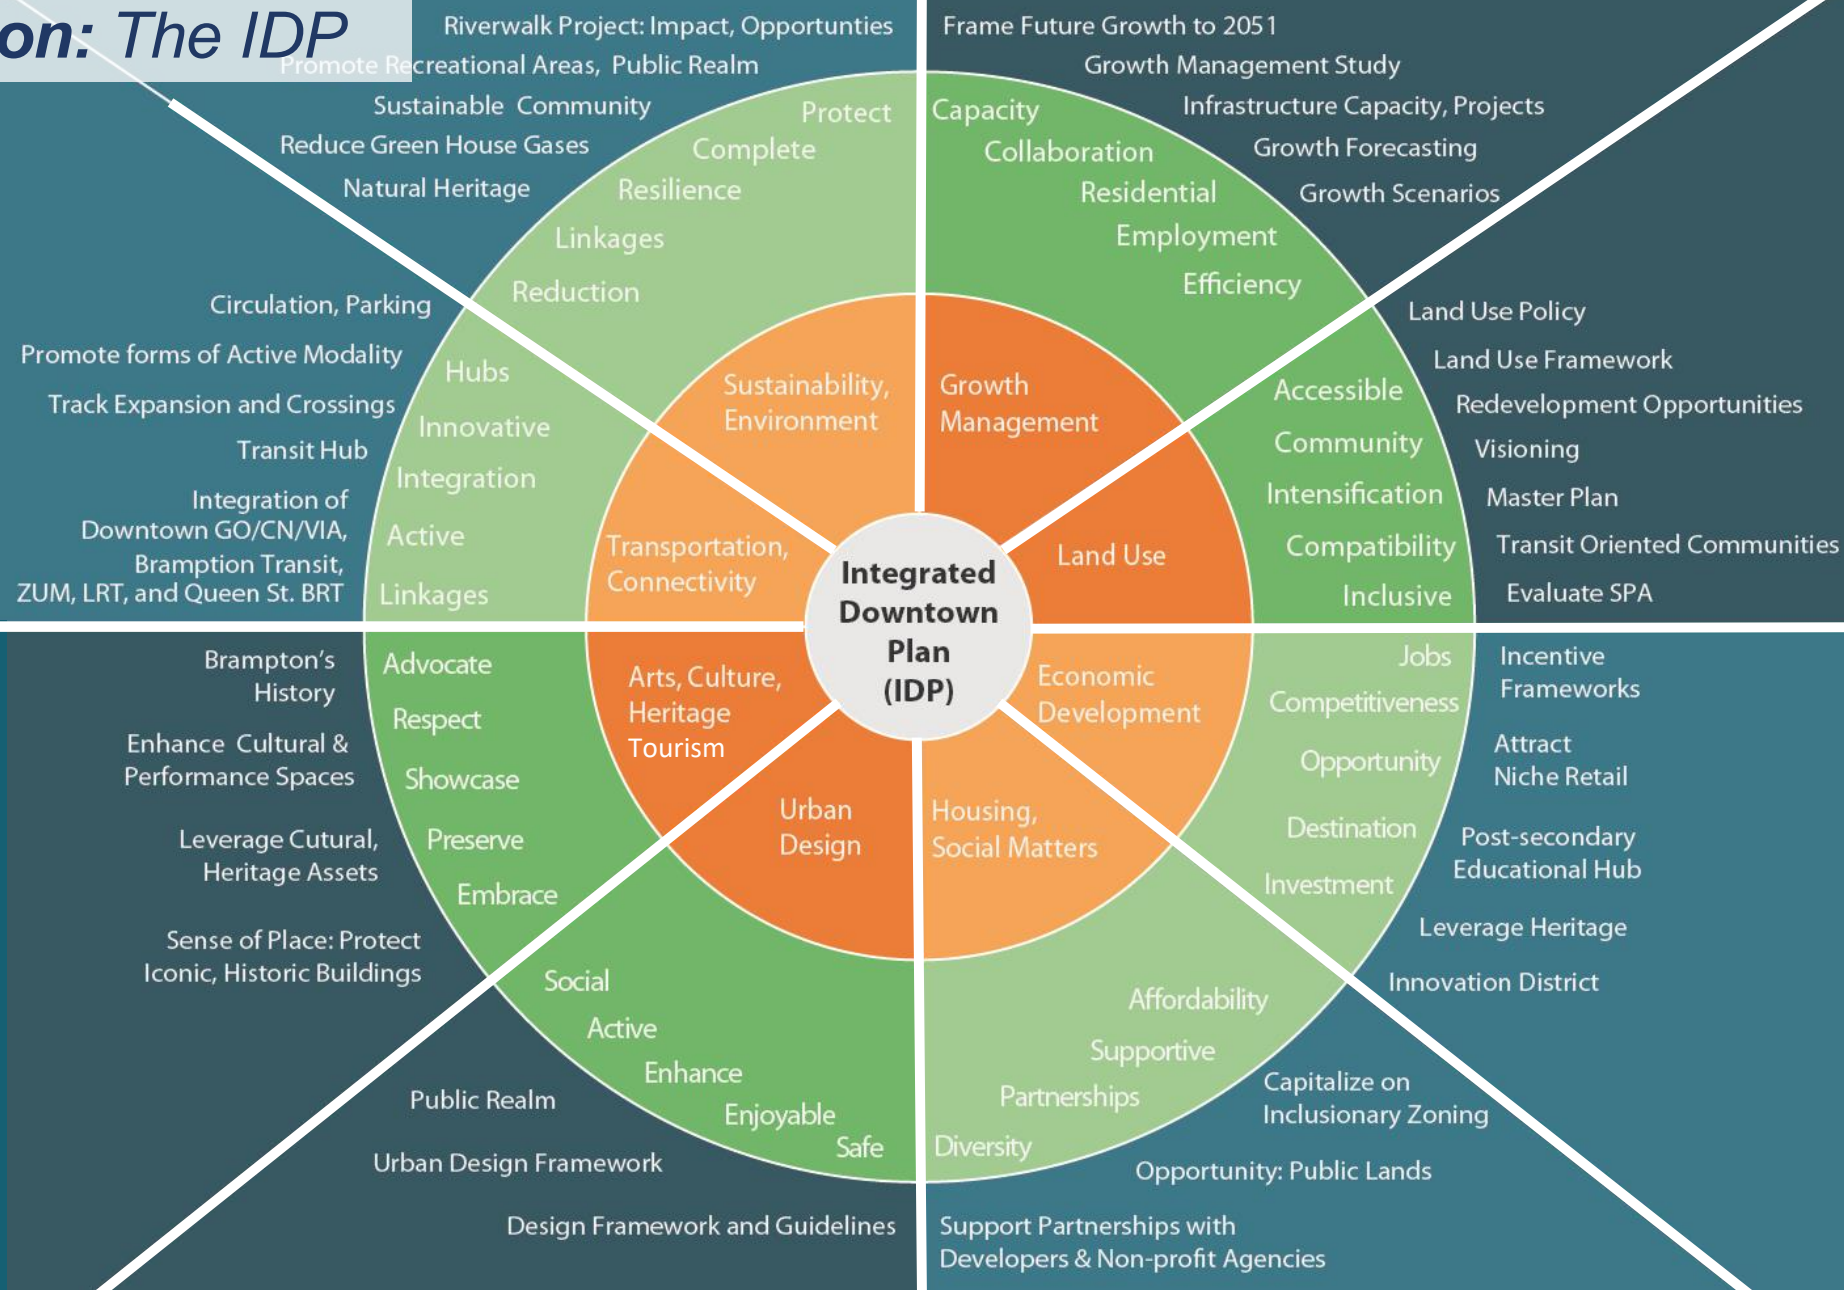 on: The IDP
Riverwalk Project: Impact, Opportunties
Promote Recreational Areas, Public Realm
Sustainable Community
Reduce Green House Gases
Natural Heritage
Protect
Complete
Resilience
Linkages
Reduction
Sustainability,
Environment
Frame Future Growth to 2051
Growth Management Study
Infrastructure Capacity, Projects
Growth Forecasting
Growth Scenarios
Capacity
Collaboration
Residential
Employment
Efficiency
Growth
Management
Circulation, Parking
Promote forms of Active Modality
Track Expansion and Crossings
Transit Hub
Integration of
Downtown GO/CN/VIA,
Bramption Transit,
ZUM, LRT, and Queen St. BRT
Hubs
Innovative
Integration
Active
Linkages
Transportation,
Connectivity
Integrated
Downtown
Plan
(IDP)
Land Use
Accessible
Community
Intensification
Compatibility
Inclusive
Land Use Policy
Land Use Framework
Redevelopment Opportunities
Visioning
Master Plan
Transit Oriented Communities
Evaluate SPA
Brampton's
History
Enhance Cultural &
Performance Spaces
Leverage Cutural,
Heritage Assets
Sense of Place: Protect
Iconic, Historic Buildings
Advocate
Respect
Showcase
Preserve
Embrace
Arts, Culture,
Heritage
Tourism
Economic
Development
Jobs
Competitiveness
Opportunity
Destination
Investment
Incentive
Frameworks
Attract
Niche Retail
Post-secondary
Educational Hub
Leverage Heritage
Innovation District
Urban
Design
Social
Active
Enhance
Enjoyable
Safe
Public Realm
Urban Design Framework
Design Framework and Guidelines
Housing,
Social Matters
Affordability
Supportive
Partnerships
Diversity
Capitalize on
Inclusionary Zoning
Opportunity: Public Lands
Support Partnerships with
Developers & Non-profit Agencies